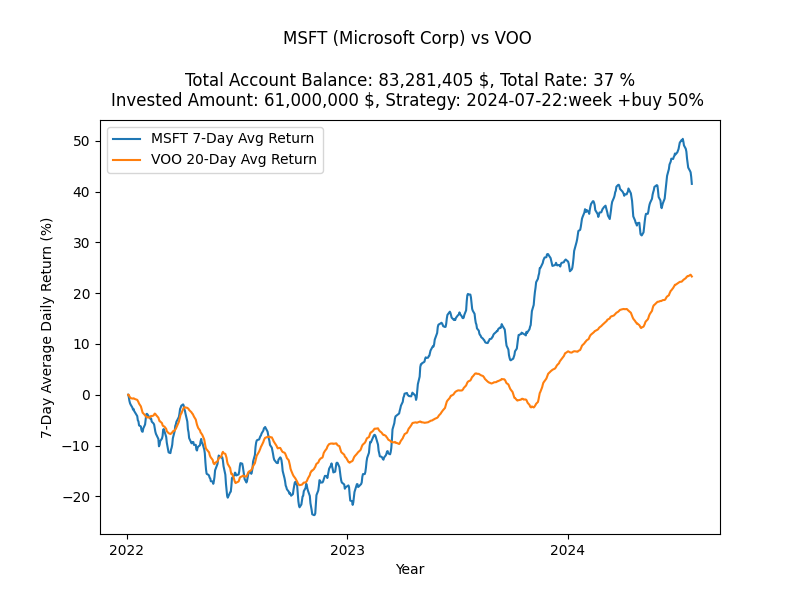 MSFT (Microsoft Corp) vs VOO
Total Account Balance: 83,281,405 $, Total Rate: 37 %
Invested Amount: 61,000,000 $, Strategy: 2024-07-22:week +buy 50%
MSFT 7-Day Avg Return
VOO 20-Day Avg Return
7-Day Average Daily Return (%)
50
40
30
20
10
0
−10
−20
2022
2023
2024
Year